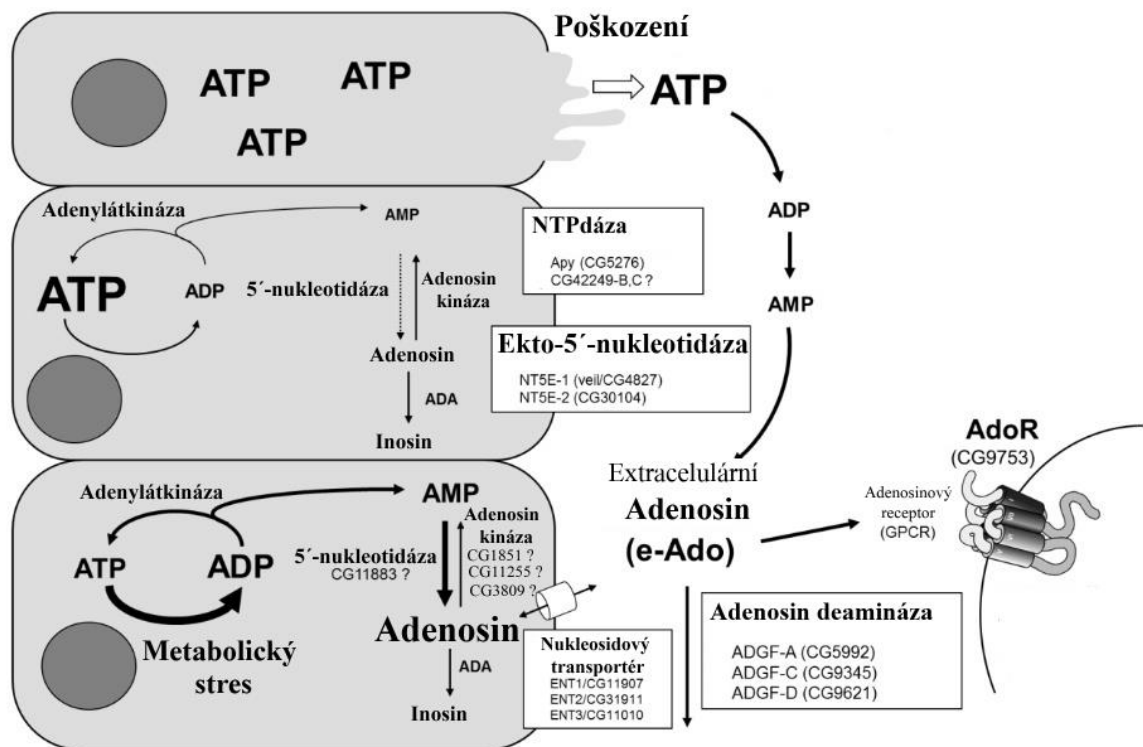 Poškození
ATP
ATP
ATP
ATP
Adenylátkináza
AMP
ATP
ADP
5´-nukleotidáza
Adenosin
kináza
Adenosin
ADA
Inosin
NTPdáza
Apy (CG5276)
CG42249-B,C ?
ADP
AMP
Ekto-5´-nukleotidáza
NT5E-1 (veil/CG4827)
NT5E-2 (CG30104)
Adenylátkináza
AMP
ATP
ADP
Metabolický
stres
5´-nukleotidáza
CG11883 ?
Adenosin
kináza
CG1851 ?
CG11255 ?
CG3809 ?
Adenosin
ADA
Inosin
Extracelulární
Adenosin
(e-Ado)
Nukleosidový
transportér
ENT1/CG11907
ENT2/CG31911
ENT3/CG11010
Adenosin deamináza
ADGF-A (CG5992)
ADGF-C (CG9345)
ADGF-D (CG9621)
AdoR
(CG9753)
Adenosinový
receptor
(GPCR)